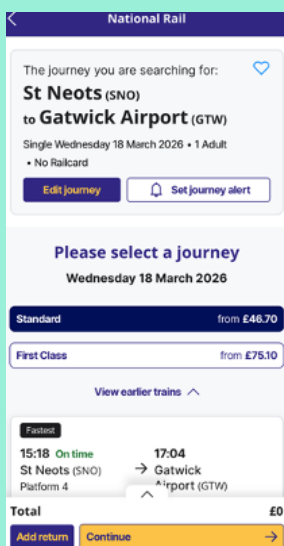 National Rail
The journey you are searching for:
St Neots (SNO)
to Gatwick Airport (GTW)
Single Wednesday 18 March 2026 • 1 Adult
• No Railcard
Edit journey
Set journey alert
Please select a journey
Wednesday 18 March 2026
Standard from £46.70
First Class from £75.10
View earlier trains
Fastest
15:18 On time 17:04
St Neots (SNO) → Gatwick
Platform 4 Airport (GTW)
Total £0
Add return Continue →